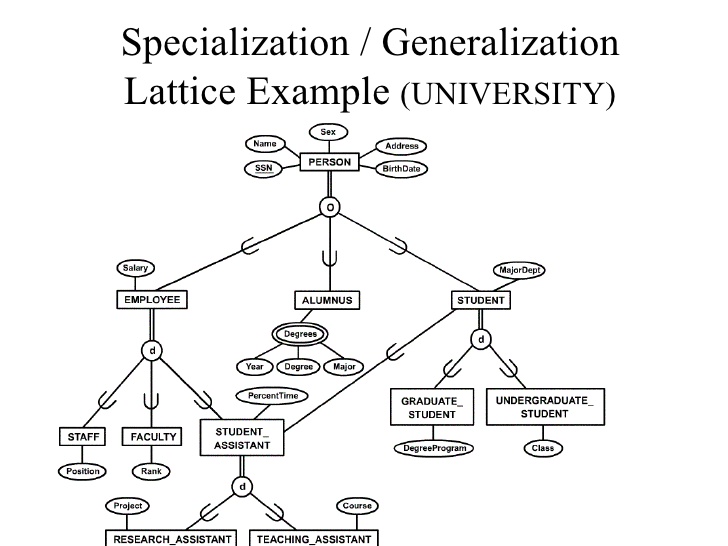 Specialization / Generalization
Lattice Example (UNIVERSITY)
Sex
Name
Address
PERSON
SSN
BirthDate
O
Salary
MajorDept
EMPLOYEE
ALUMNUS
STUDENT
Degrees
d
d
Year
Degree
Major
PercentTime
GRADUATE_
STUDENT
UNDERGRADUATE_
STUDENT
STAFF
FACULTY
STUDENT_
ASSISTANT
DegreeProgram
Class
Position
Rank
d
Project
Course
RESEARCH_ASSISTANT
TEACHING_ASSISTANT